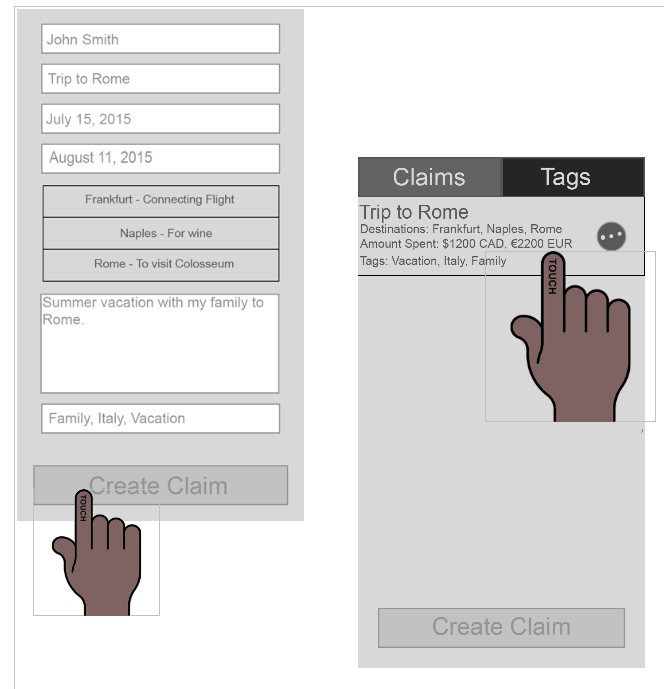 John Smith
Trip to Rome
July 15, 2015
August 11, 2015
Frankfurt - Connecting Flight
Naples - For wine
Rome - To visit Colosseum
Summer vacation with my family to
Rome.
Family, Italy, Vacation
Create Claim
TOUCH
Claims Tags
Trip to Rome
Destinations: Frankfurt, Naples, Rome
Amount Spent: $1200 CAD, €2200 EUR
Tags: Vacation, Italy, Family
TOUCH
Create Claim